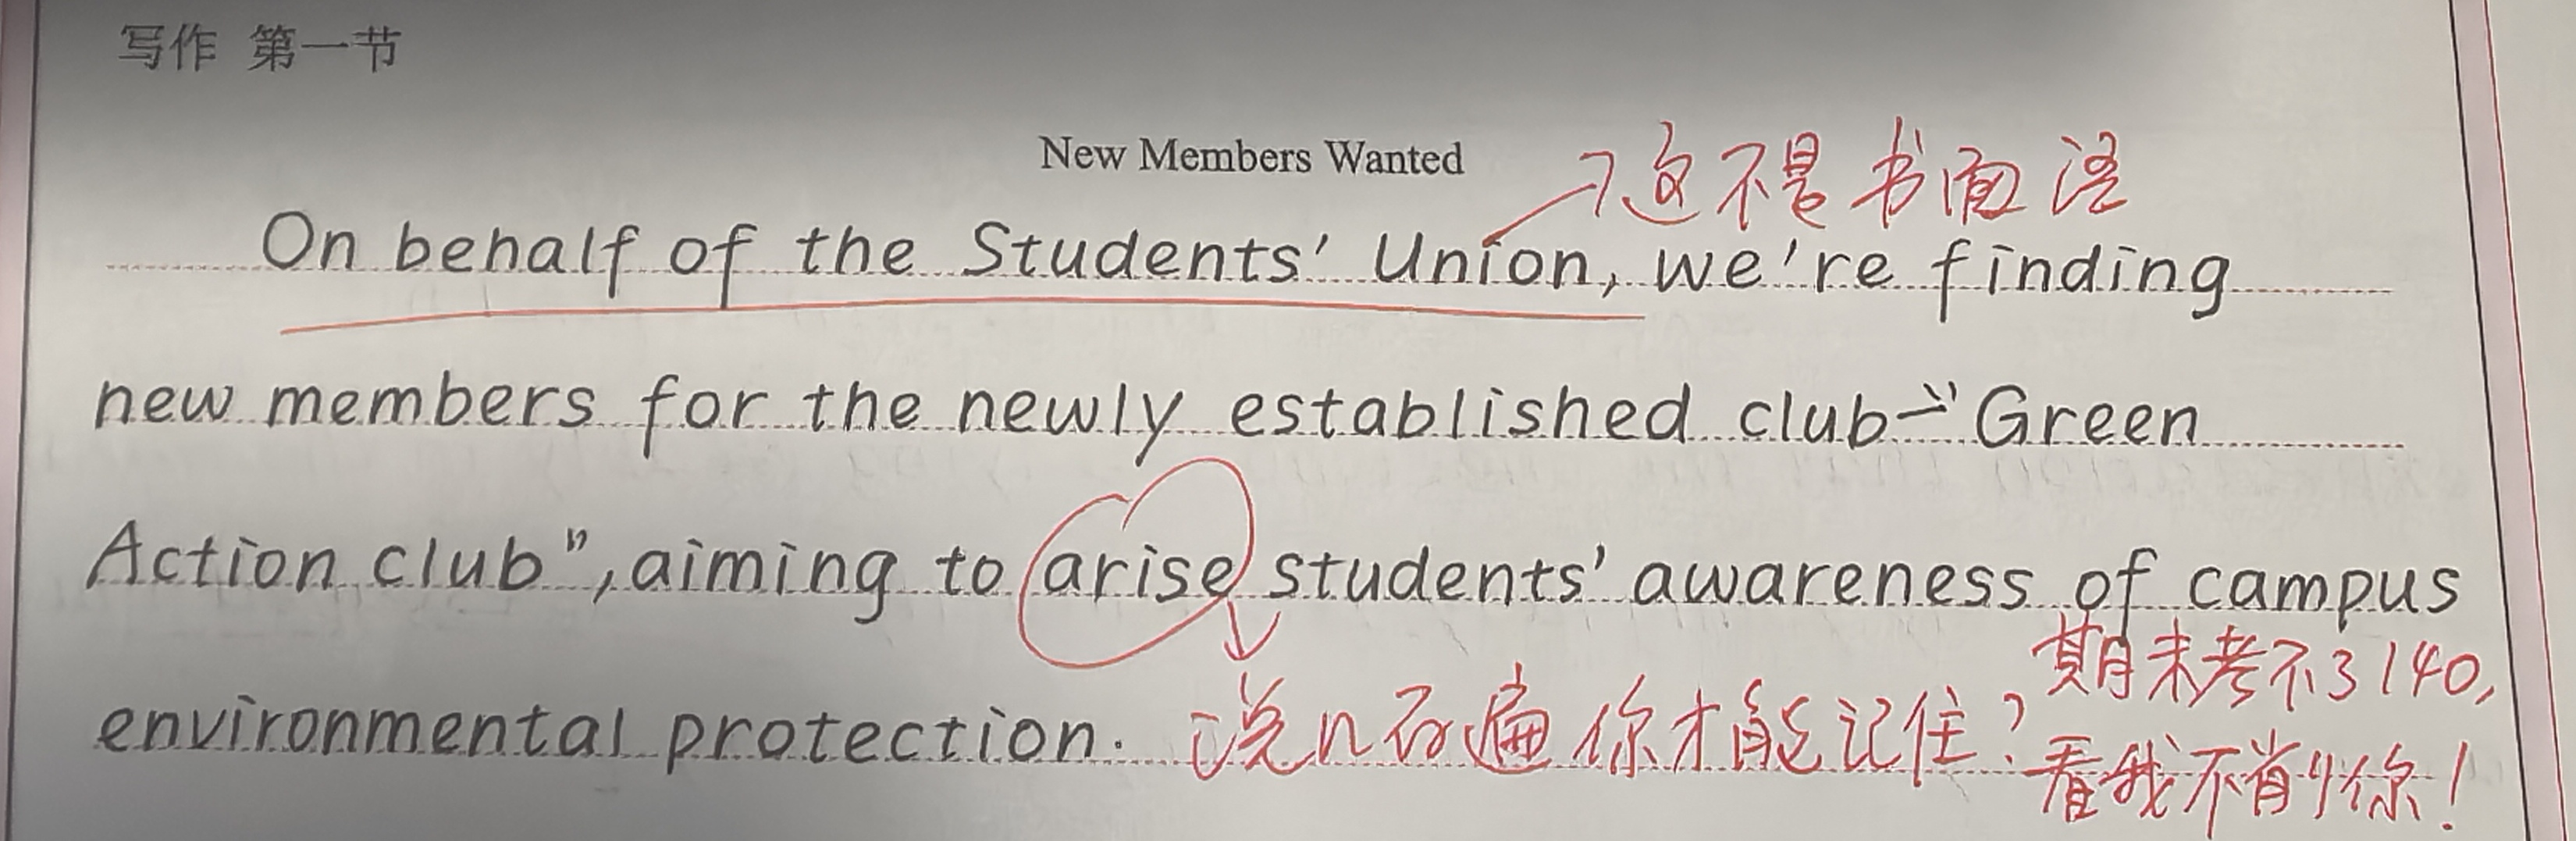 写作 第一节
New Members Wanted
这不是书面语
On behalf of the Students' Union, we're finding
new members for the newly established club—"Green
Action club", aiming to arise students' awareness of campus
environmental protection.
说n百遍你才能记住?
期末考不了140,
看我不削你!